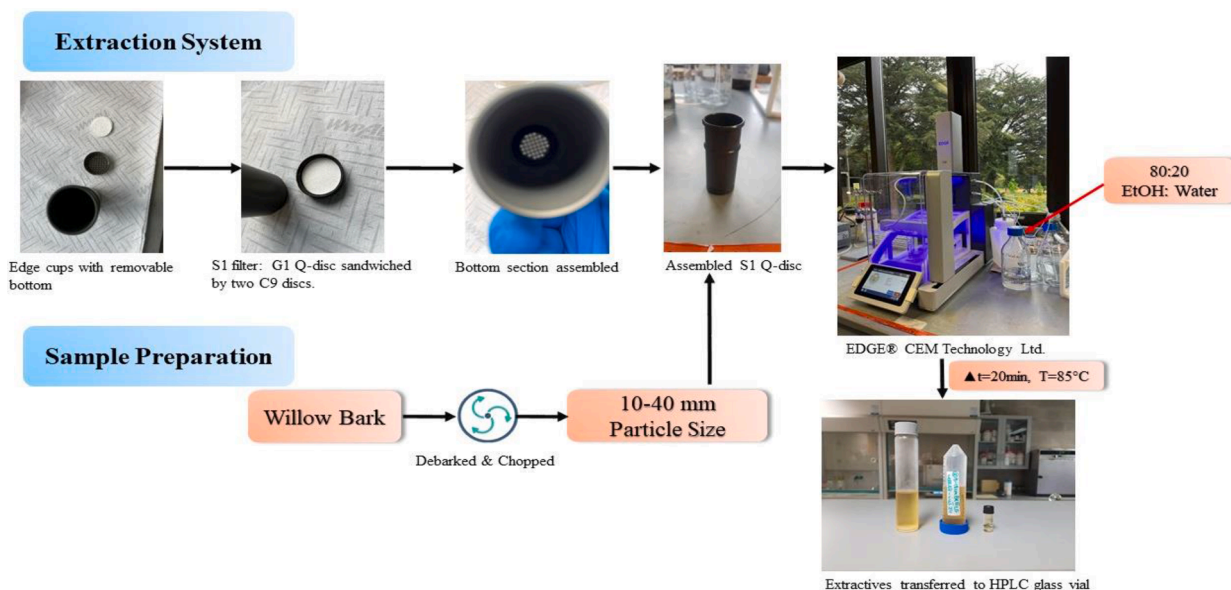 Extraction System
Edge cups with removable
bottom
S1 filter:  G1 Q-disc sandwiched
by two C9 discs.
Bottom section assembled
Assembled S1 Q-disc
80:20
EtOH: Water
EDGE® CEM Technology Ltd.
▲t=20min,  T=85°C
Sample Preparation
Willow Bark
Debarked & Chopped
10-40 mm
Particle Size
Extractives transferred to HPLC glass vial